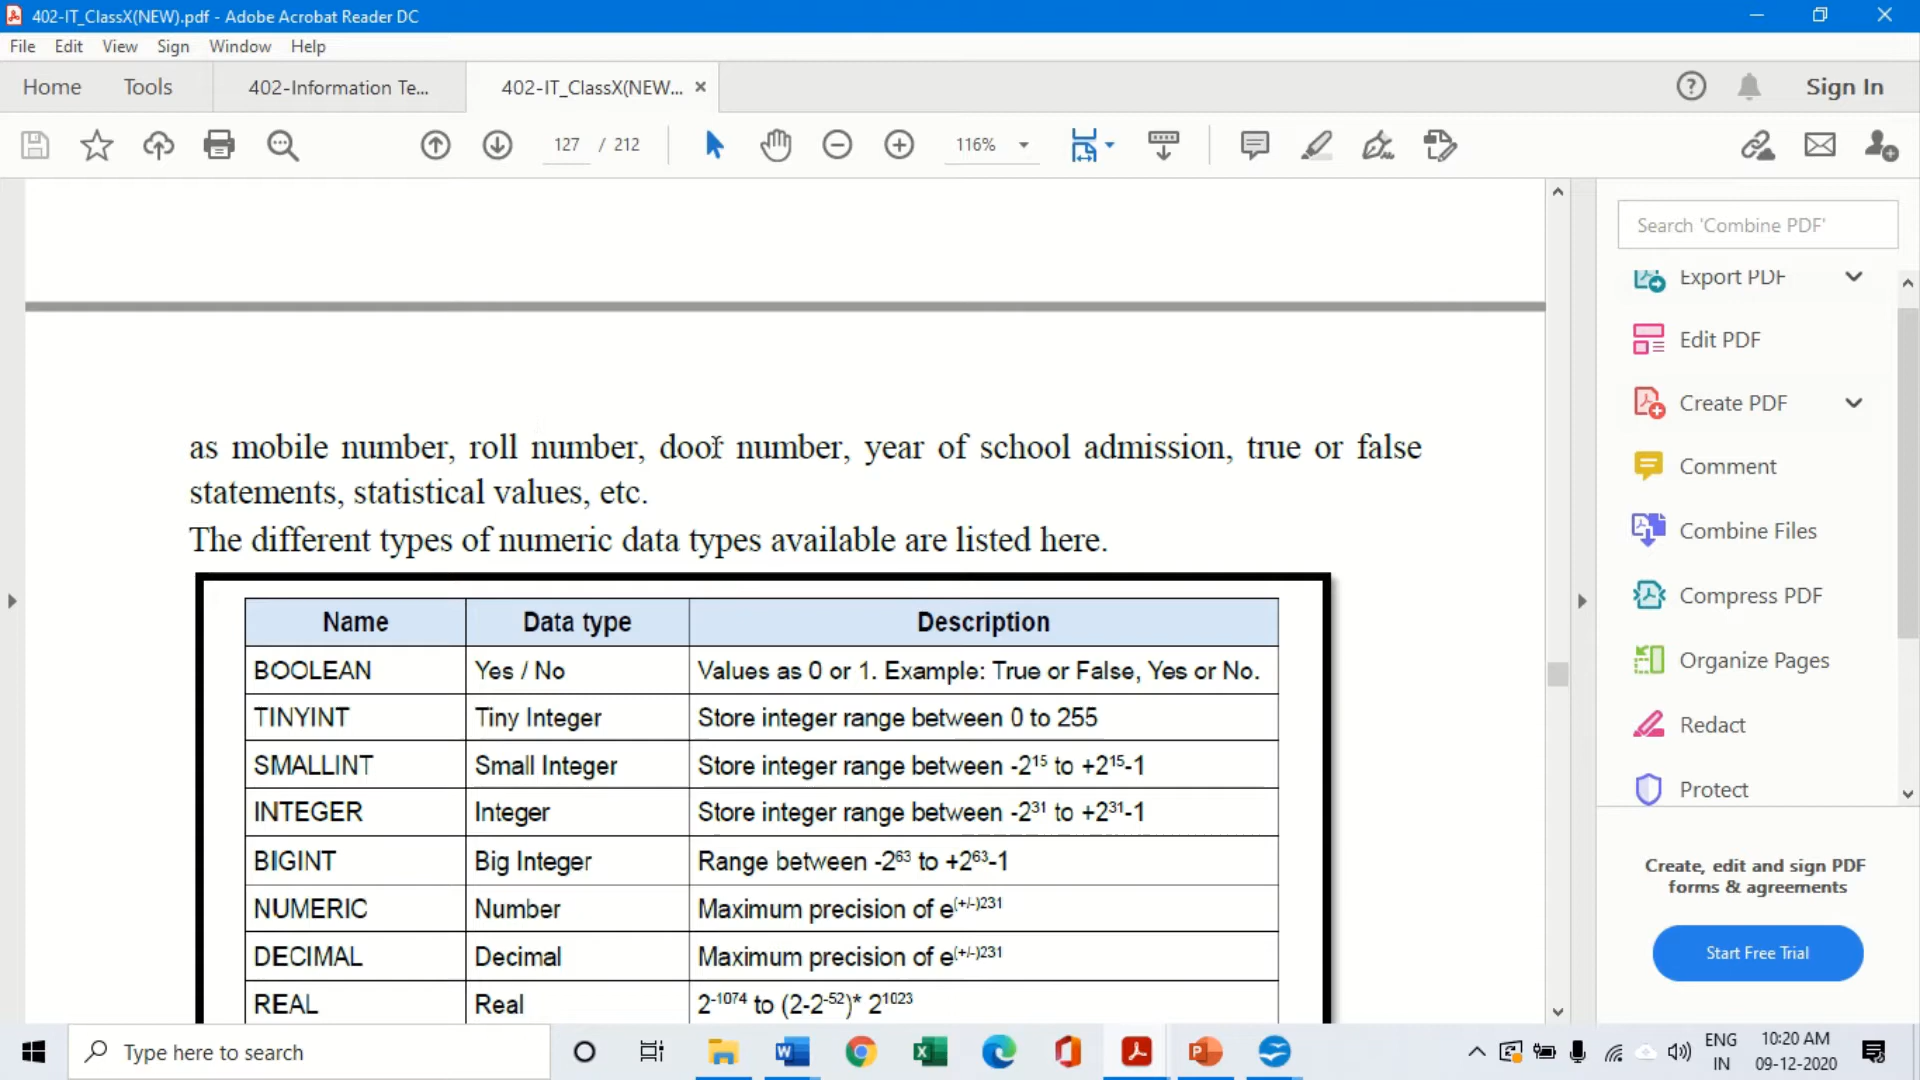 402-IT_ClassX(NEW).pdf - Adobe Acrobat Reader DC
File Edit View Sign Window Help
Home Tools 402-Information Te... 402-IT_ClassX(NEW... × Sign In
127 / 212 116%
Search 'Combine PDF'
Export PDF
Edit PDF
Create PDF
Comment
Combine Files
Compress PDF
Organize Pages
Redact
Protect
Create, edit and sign PDF
forms & agreements
Start Free Trial
as mobile number, roll number, door number, year of school admission, true or false
statements, statistical values, etc.
The different types of numeric data types available are listed here.
Name Data type Description
BOOLEAN Yes / No Values as 0 or 1. Example: True or False, Yes or No.
TINYINT Tiny Integer Store integer range between 0 to 255
SMALLINT Small Integer Store integer range between -2¹⁵ to +2¹⁵-1
INTEGER Integer Store integer range between -2³¹ to +2³¹-1
BIGINT Big Integer Range between -2⁶³ to +2⁶³-1
NUMERIC Number Maximum precision of e⁽⁺/⁻⁾²³¹
DECIMAL Decimal Maximum precision of e⁽⁺/⁻⁾²³¹
REAL Real 2⁻¹⁰⁷⁴ to (2-2⁻⁵²)* 2¹⁰²³
Type here to search
ENG
IN
10:20 AM
09-12-2020